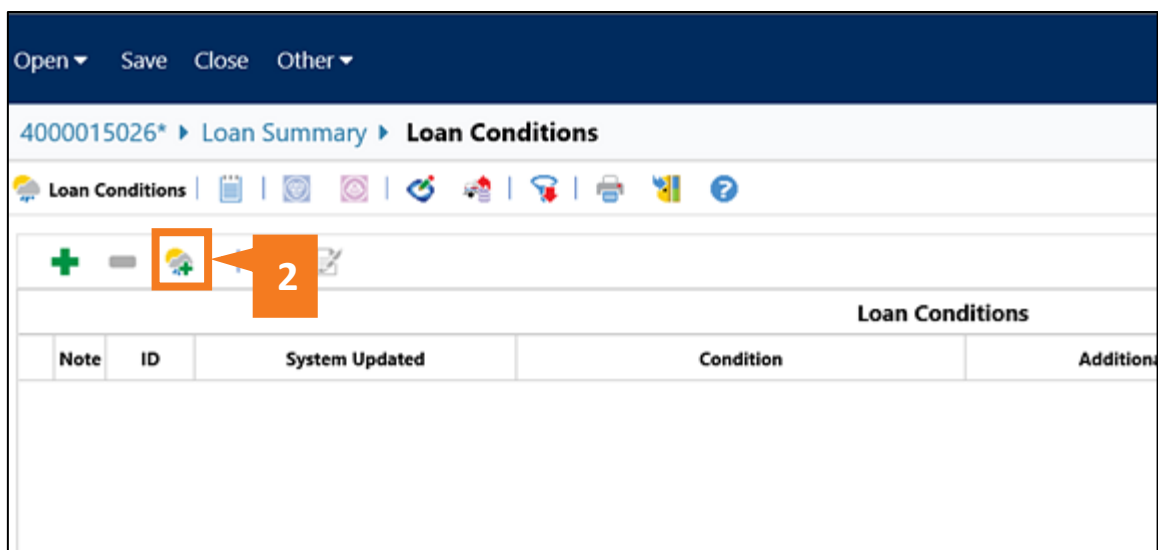 Open Save Close Other
4000015026* Loan Summary Loan Conditions
Loan Conditions
2
Loan Conditions
Note ID System Updated Condition Additiona